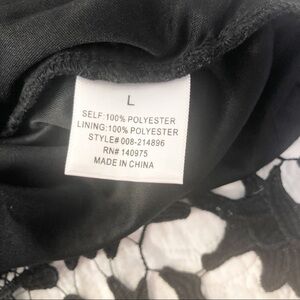 L
SELF:100% POLYESTER
LINING:100% POLYESTER
STYLE# 008-214896
RN# 140975
MADE IN CHINA